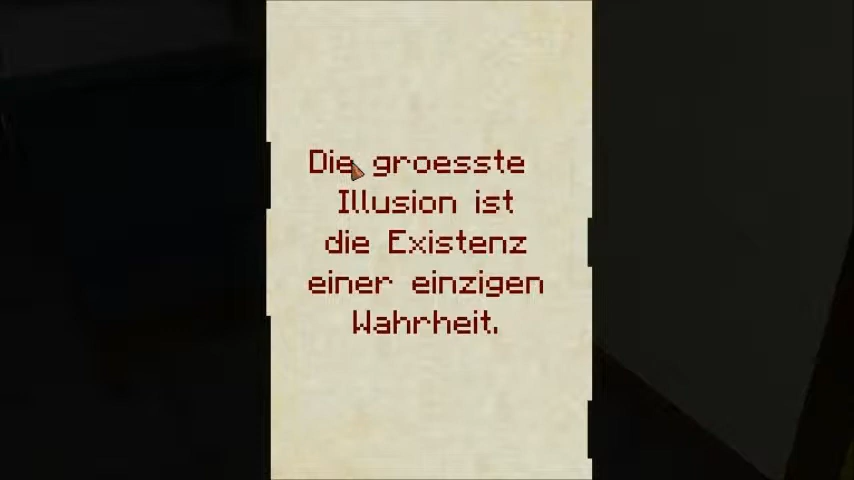 Die groesste
Illusion ist
die Existenz
einer einzigen
Wahrheit.